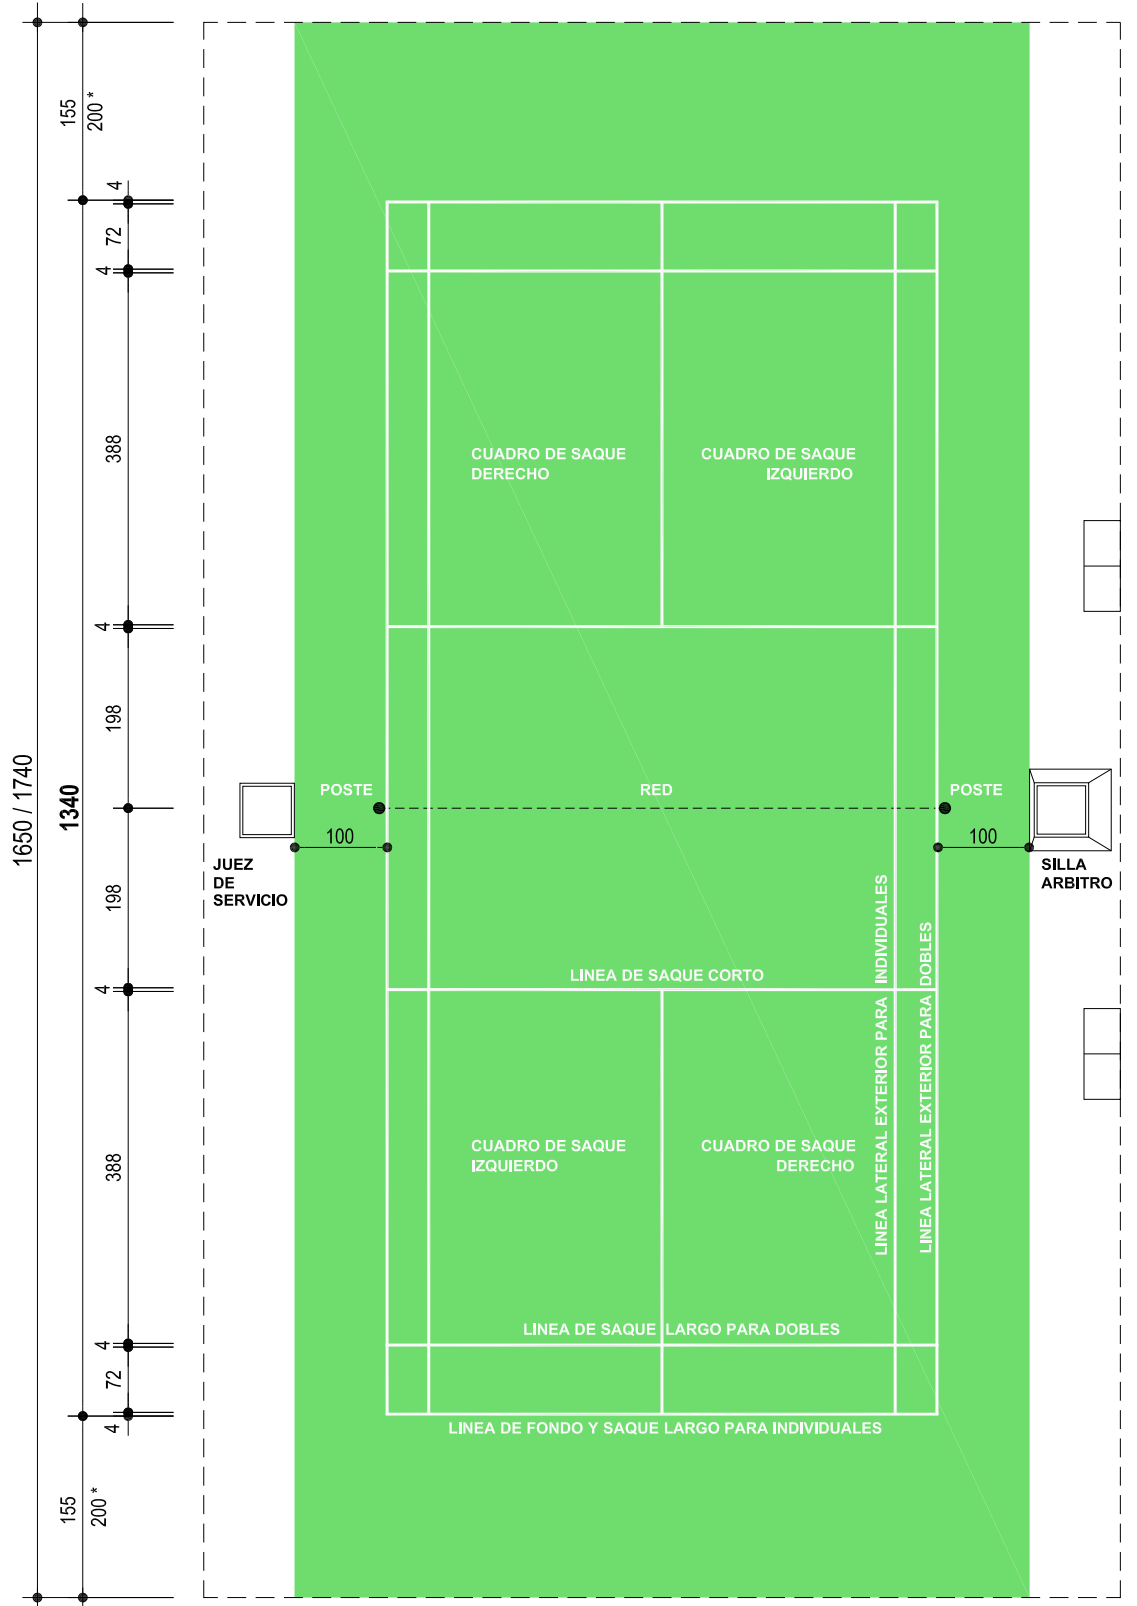 155
200 *
4
72
4
388
4
198
1650 / 1740
1340
198
4
388
4
72
4
155
200 *
CUADRO DE SAQUE
DERECHO
CUADRO DE SAQUE
IZQUIERDO
POSTE
RED
POSTE
100
100
JUEZ
DE
SERVICIO
SILLA
ARBITRO
LINEA DE SAQUE CORTO
LINEA LATERAL EXTERIOR PARA INDIVIDUALES
LINEA LATERAL EXTERIOR PARA DOBLES
CUADRO DE SAQUE
IZQUIERDO
CUADRO DE SAQUE
DERECHO
LINEA DE SAQUE LARGO PARA DOBLES
LINEA DE FONDO Y SAQUE LARGO PARA INDIVIDUALES